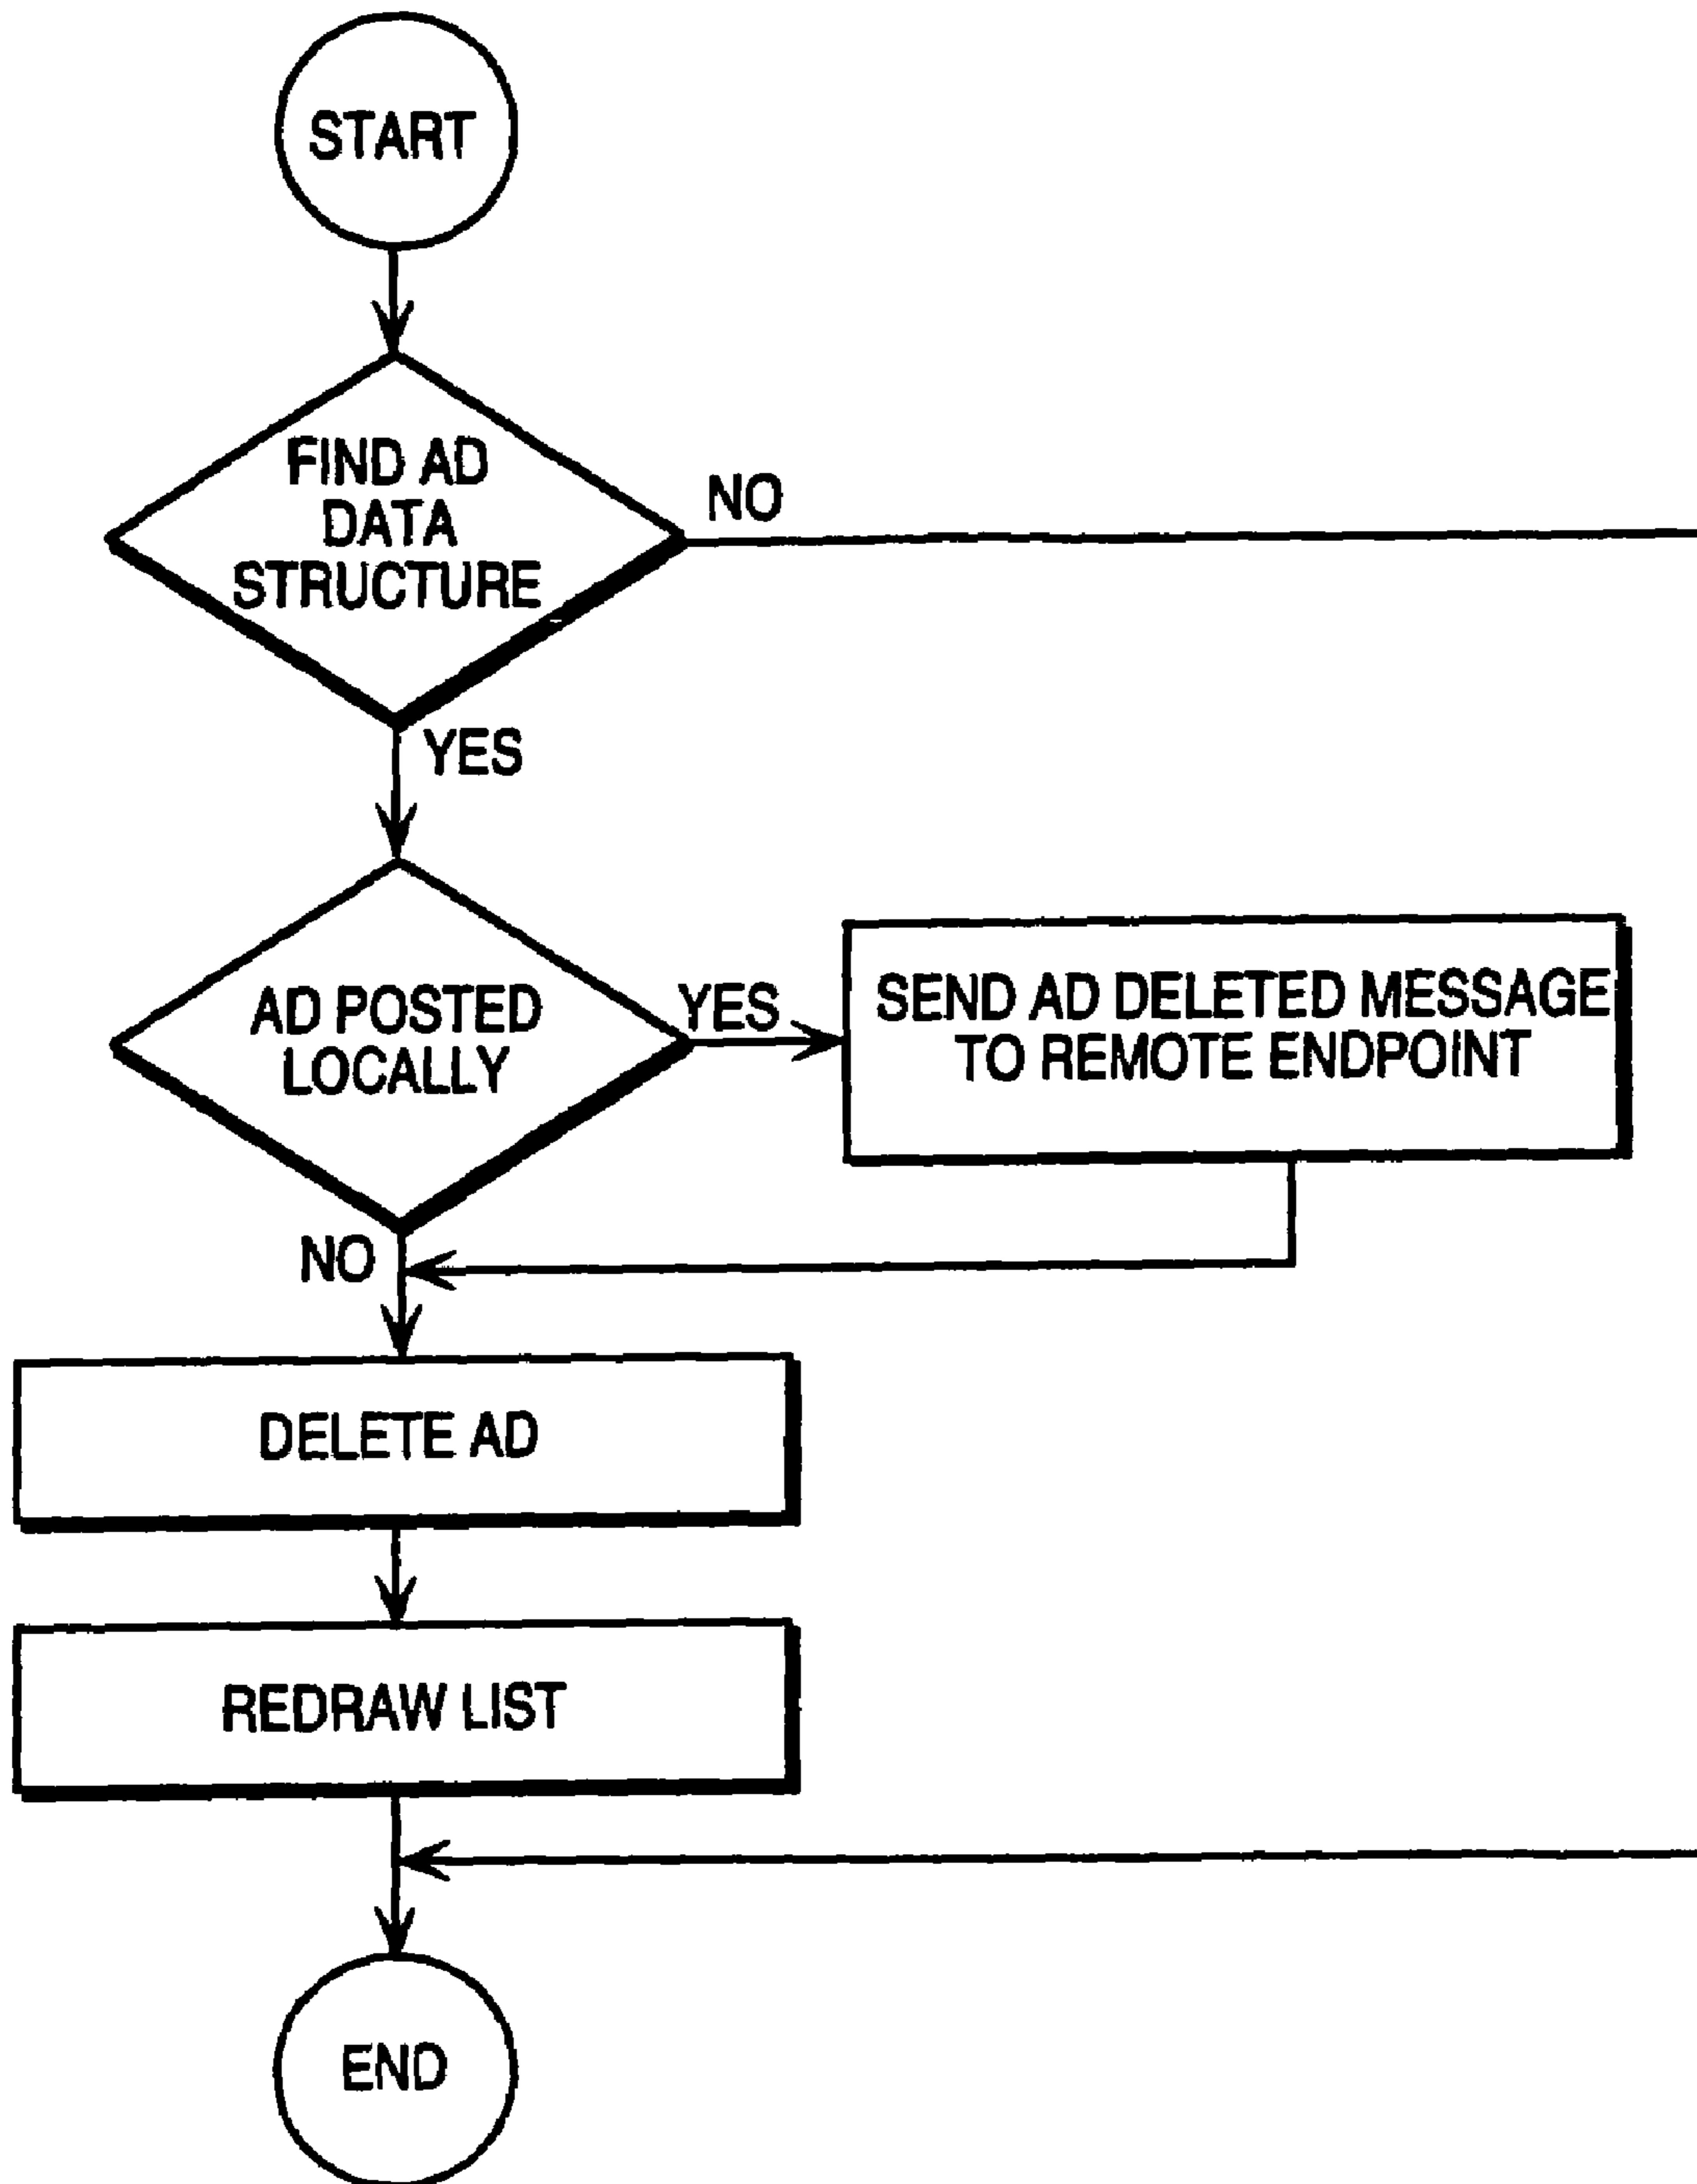 START
FIND AD
DATA
STRUCTURE
NO
YES
AD POSTED
LOCALLY
YES
SEND AD DELETED MESSAGE
TO REMOTE ENDPOINT
NO
DELETE AD
REDRAW LIST
END